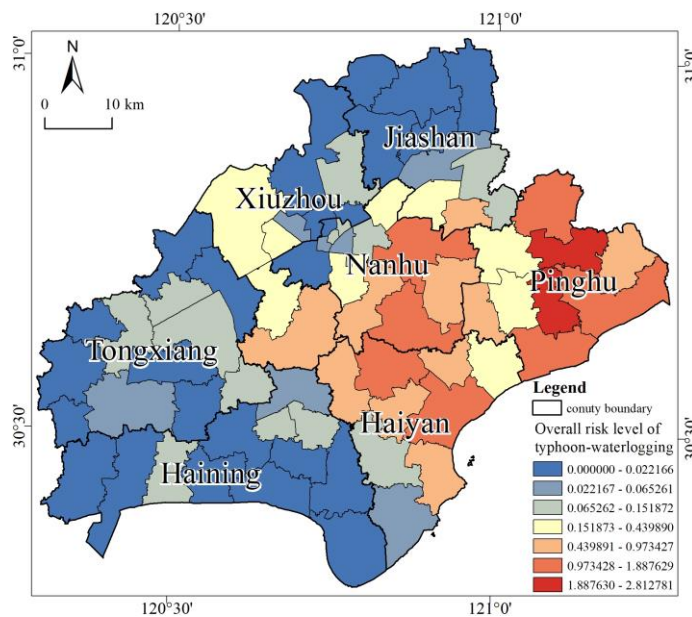 120°30' 121°0'
31°0' 31°0'
N
0 10 km
Jiashan
Xiuzhou
Nanhu
Pinghu
Tongxiang
Haiyan
Haining
30°30' 30°30'
Legend
conuty boundary
Overall risk level of
typhoon-waterlogging
0.000000 - 0.022166
0.022167 - 0.065261
0.065262 - 0.151872
0.151873 - 0.439890
0.439891 - 0.973427
0.973428 - 1.887629
1.887630 - 2.812781
120°30' 121°0'